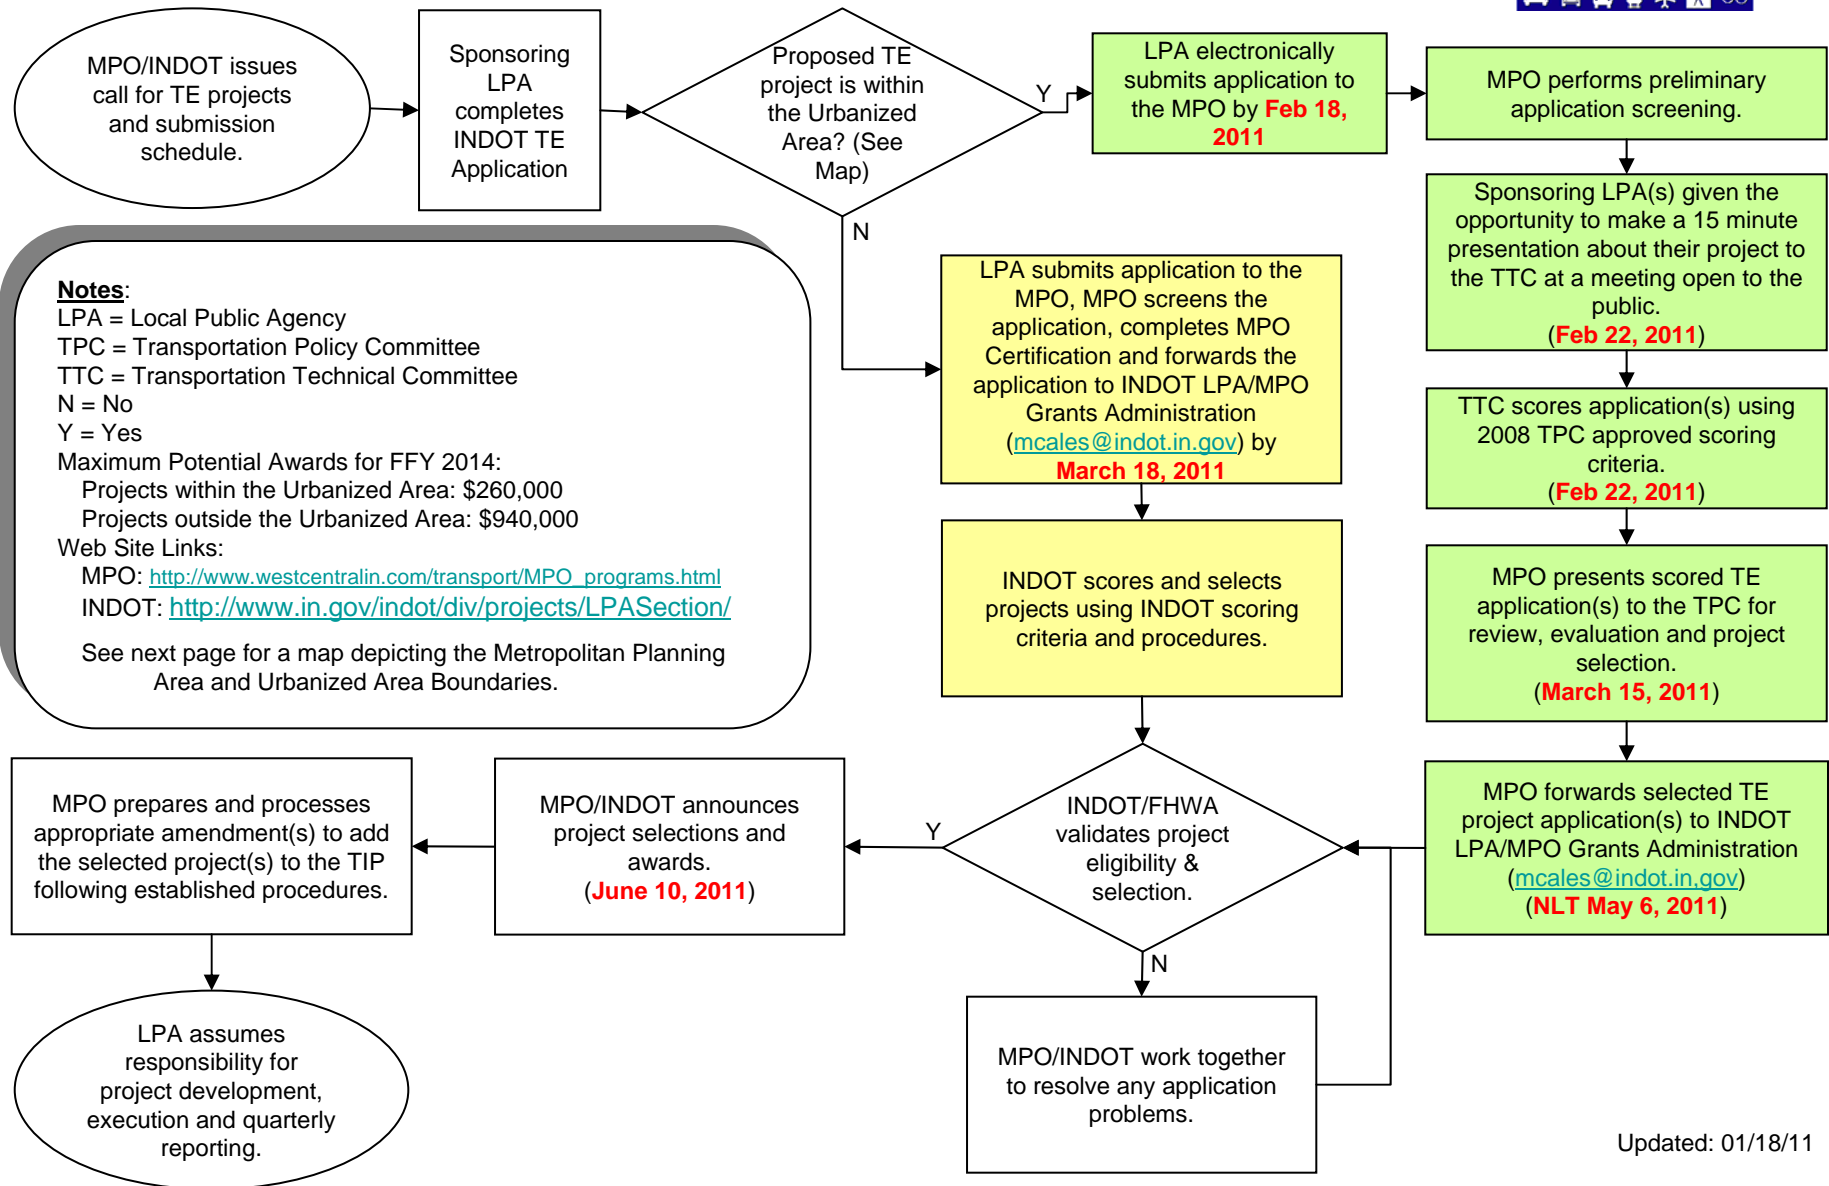 MPO/INDOT issues
call for TE projects
and submission
schedule.
Sponsoring
LPA
completes
INDOT TE
Application
Proposed TE
project is within
the Urbanized
Area? (See
Map)
Y
N
LPA electronically
submits application to
the MPO by Feb 18,
2011
MPO performs preliminary
application screening.
Sponsoring LPA(s) given the
opportunity to make a 15 minute
presentation about their project to
the TTC at a meeting open to the
public.
(Feb 22, 2011)
TTC scores application(s) using
2008 TPC approved scoring
criteria.
(Feb 22, 2011)
MPO presents scored TE
application(s) to the TPC for
review, evaluation and project
selection.
(March 15, 2011)
MPO forwards selected TE
project application(s) to INDOT
LPA/MPO Grants Administration
(mcales@indot.in,gov)
(NLT May 6, 2011)
LPA submits application to the
MPO, MPO screens the
application, completes MPO
Certification and forwards the
application to INDOT LPA/MPO
Grants Administration
(mcales@indot.in.gov) by
March 18, 2011
INDOT scores and selects
projects using INDOT scoring
criteria and procedures.
Notes:
LPA = Local Public Agency
TPC = Transportation Policy Committee
TTC = Transportation Technical Committee
N = No
Y = Yes
Maximum Potential Awards for FFY 2014:
Projects within the Urbanized Area: $260,000
Projects outside the Urbanized Area: $940,000
Web Site Links:
MPO: http://www.westcentralin.com/transport/MPO_programs.html
INDOT: http://www.in.gov/indot/div/projects/LPASection/
See next page for a map depicting the Metropolitan Planning
Area and Urbanized Area Boundaries.
INDOT/FHWA
validates project
eligibility &
selection.
Y
N
MPO/INDOT announces
project selections and
awards.
(June 10, 2011)
MPO prepares and processes
appropriate amendment(s) to add
the selected project(s) to the TIP
following established procedures.
LPA assumes
responsibility for
project development,
execution and quarterly
reporting.
MPO/INDOT work together
to resolve any application
problems.
Updated: 01/18/11